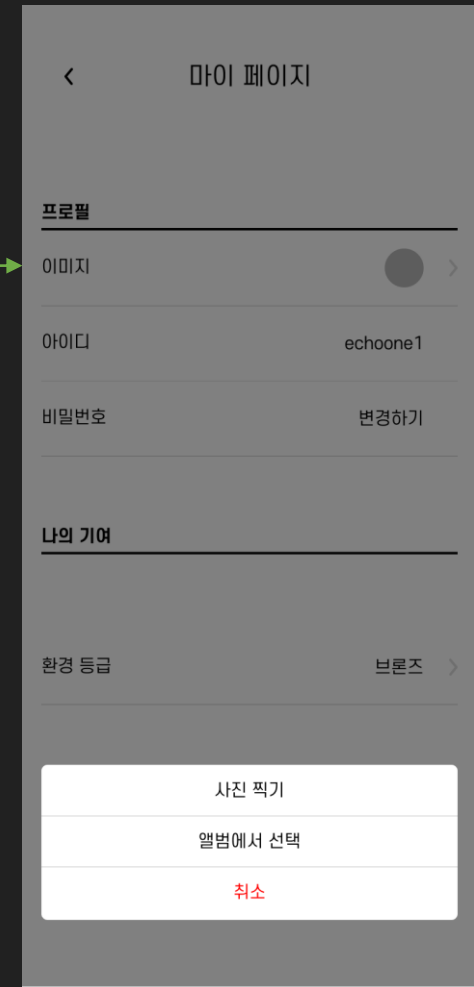 마이 페이지
프로필
이미지
아이디 echoone1
비밀번호 변경하기
나의 기여
환경 등급 브론즈
사진 찍기
앨범에서 선택
취소